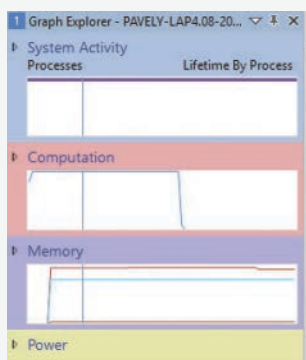 1 Graph Explorer - PAVELY-LAP4.08-20...
System Activity
Processes Lifetime By Process
Computation
Memory
Power